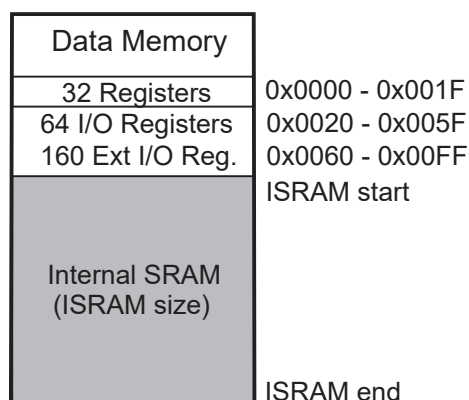 Data Memory
32 Registers 0x0000 - 0x001F
64 I/O Registers 0x0020 - 0x005F
160 Ext I/O Reg. 0x0060 - 0x00FF
ISRAM start
Internal SRAM
(ISRAM size)
ISRAM end